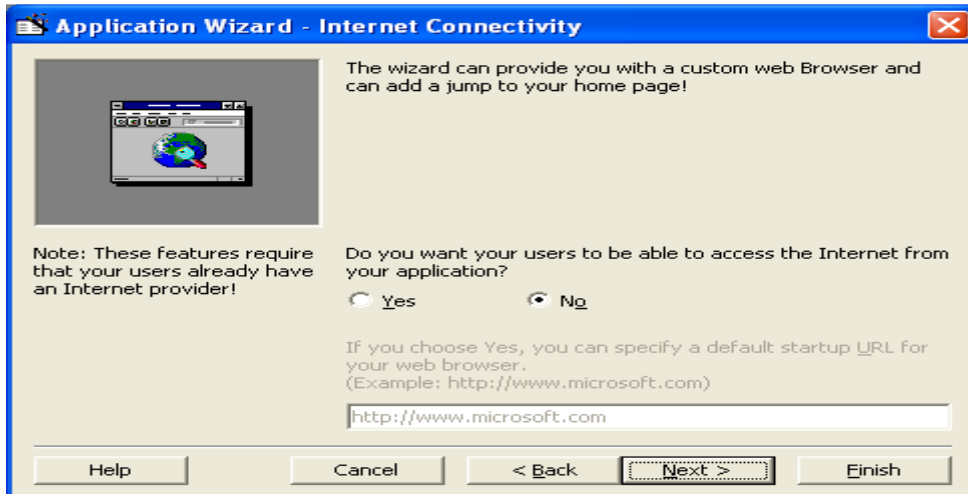 Application Wizard - Internet Connectivity
The wizard can provide you with a custom web Browser and
can add a jump to your home page!
Note: These features require
that your users already have
an Internet provider!
Do you want your users to be able to access the Internet from
your application?
Yes
No
If you choose Yes, you can specify a default startup URL for
your web browser.
(Example: http://www.microsoft.com)
http://www.microsoft.com
Help
Cancel
< Back
Next >
Finish